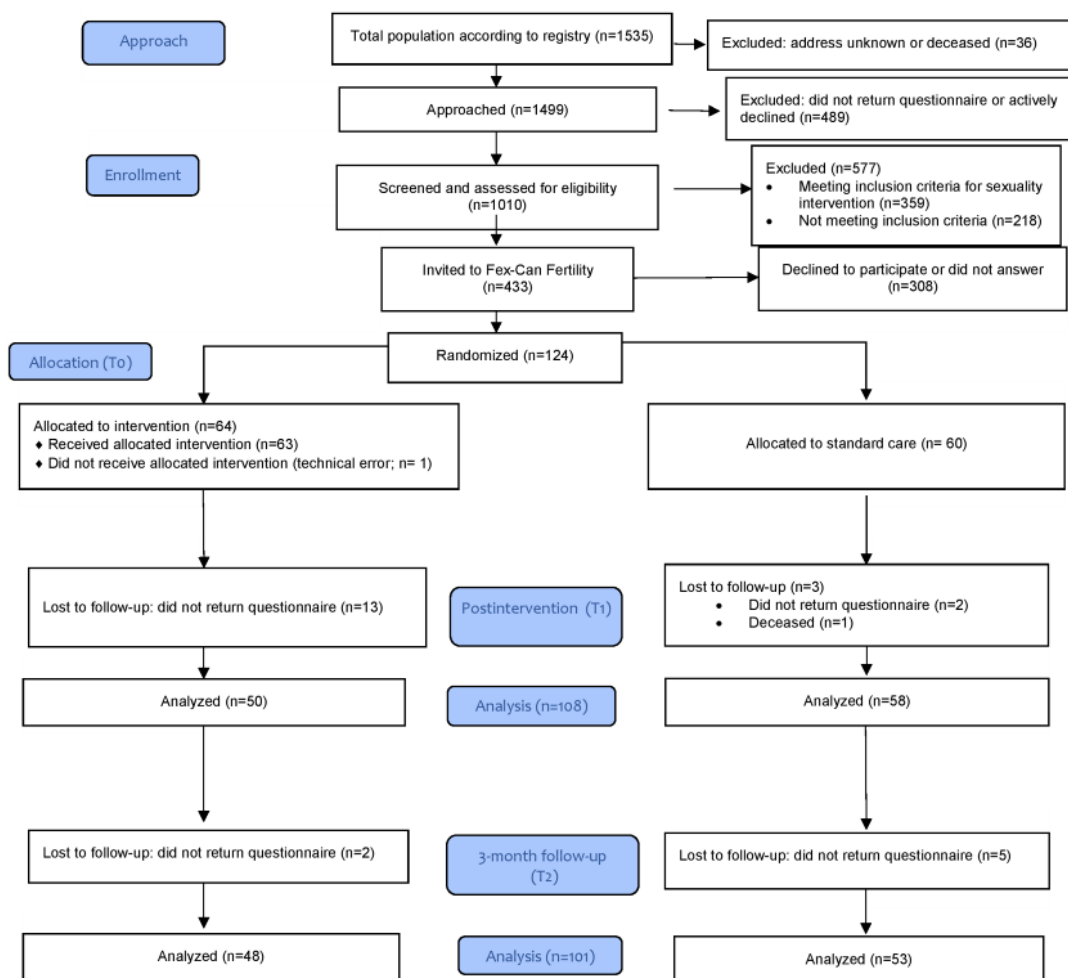 Approach
Total population according to registry (n=1535)
Excluded: address unknown or deceased (n=36)
Approached (n=1499)
Excluded: did not return questionnaire or actively
declined (n=489)
Enrollment
Screened and assessed for eligibility
(n=1010)
Excluded (n=577)
• Meeting inclusion criteria for sexuality
intervention (n=359)
• Not meeting inclusion criteria (n=218)
Invited to Fex-Can Fertility
(n=433)
Declined to participate or did not answer
(n=308)
Randomized (n=124)
Allocation (T0)
Allocated to intervention (n=64)
♦ Received allocated intervention (n=63)
♦ Did not receive allocated intervention (technical error; n= 1)
Allocated to standard care (n= 60)
Lost to follow-up: did not return questionnaire (n=13)
Postintervention (T1)
Lost to follow-up (n=3)
• Did not return questionnaire (n=2)
• Deceased (n=1)
Analyzed (n=50)
Analysis (n=108)
Analyzed (n=58)
Lost to follow-up: did not return questionnaire (n=2)
3-month follow-up
(T2)
Lost to follow-up: did not return questionnaire (n=5)
Analyzed (n=48)
Analysis (n=101)
Analyzed (n=53)